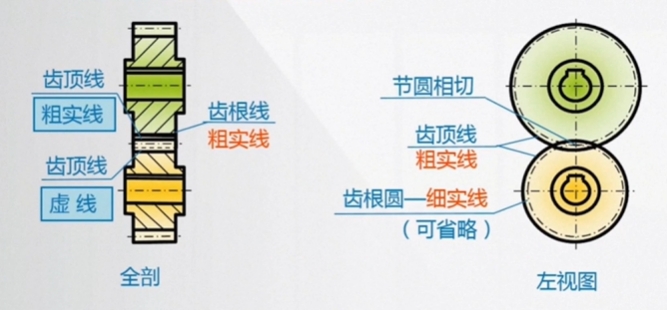 齿顶线
粗实线
齿根线
粗实线
齿顶线
虚线
全剖
节圆相切
齿顶线
粗实线
齿根圆—细实线
（可省略）
左视图